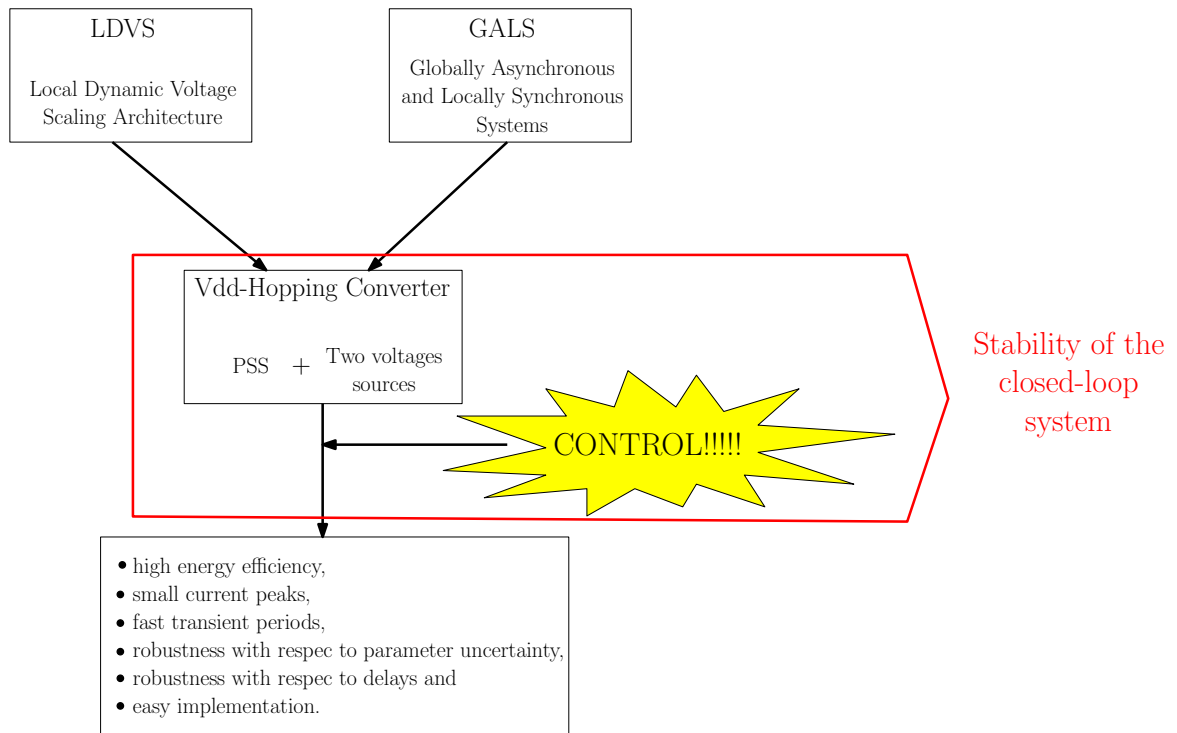 LDVS
Local Dynamic Voltage
Scaling Architecture
GALS
Globally Asynchronous
and Locally Synchronous
Systems
Vdd-Hopping Converter
PSS + Two voltages
sources
CONTROL!!!!!
Stability of the
closed-loop
system
• high energy efficiency,
• small current peaks,
• fast transient periods,
• robustness with respec to parameter uncertainty,
• robustness with respec to delays and
• easy implementation.